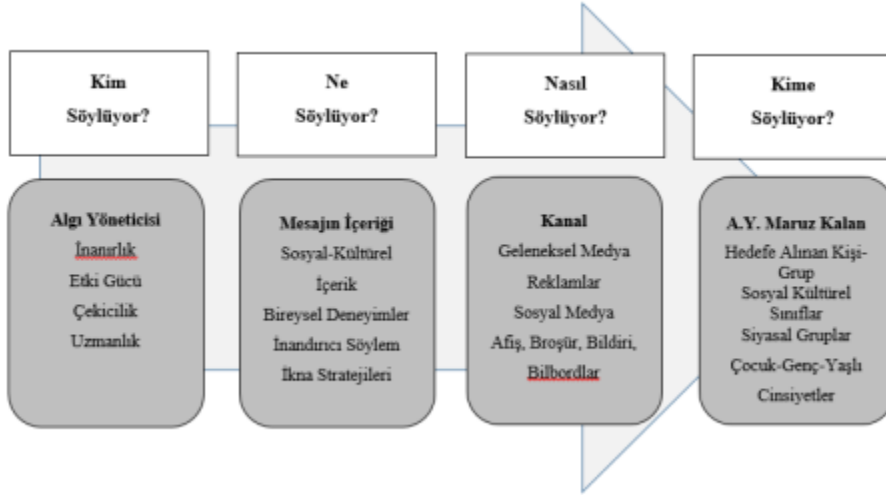 Kim
Söylüyor?
Ne
Söylüyor?
Nasıl
Söylüyor?
Kime
Söylüyor?
Algı Yöneticisi
İnanırlık
Etki Gücü
Çekicilik
Uzmanlık
Mesajın İçeriği
Sosyal-Kültürel
İçerik
Bireysel Deneyimler
İnandırıcı Söylem
İkna Stratejileri
Kanal
Geleneksel Medya
Reklamlar
Sosyal Medya
Afiş, Broşür, Bildiri,
Bilbordlar
A.Y. Maruz Kalan
Hedefe Alınan Kişi-
Grup
Sosyal Kültürel
Sınıflar
Siyasal Gruplar
Çocuk-Genç-Yaşlı
Cinsiyetler